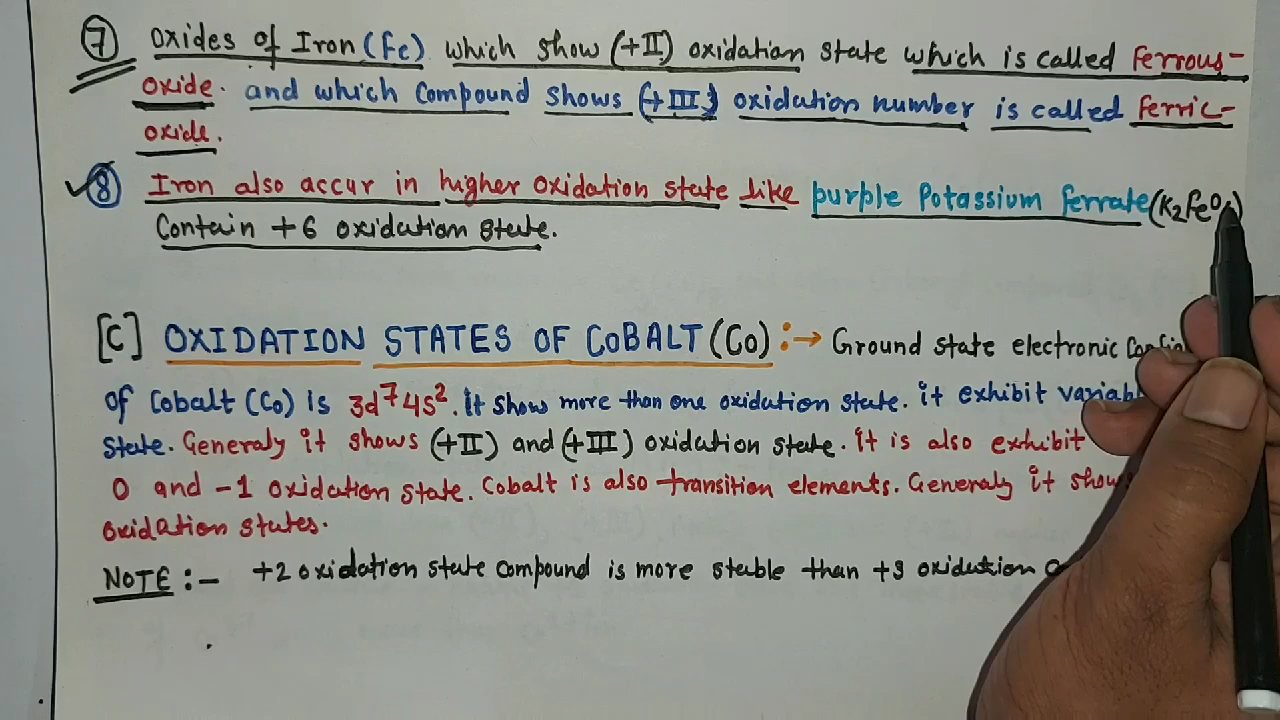 7 Oxides of Iron (Fe) which show (+II) oxidation state which is called Ferrous-
oxide. and which Compound shows (+III) oxidation number is called Ferric-
oxide.
8 Iron also accur in higher oxidation state like purple Potassium ferrate (K2FeO
Contain +6 oxidation state.
[C] OXIDATION STATES OF COBALT (Co) :→ Ground state electronic
of Cobalt (Co) is 3d7 4s2. It show more than one oxidation state. it exhibit
state. Generaly it shows (+II) and (+III) oxidation state. it is also exhibit
0 and -1 oxidation state. Cobalt is also transition elements. Generaly it
oxidation states.
NOTE :- +2 oxidation state compound is more stable than +3 oxidation